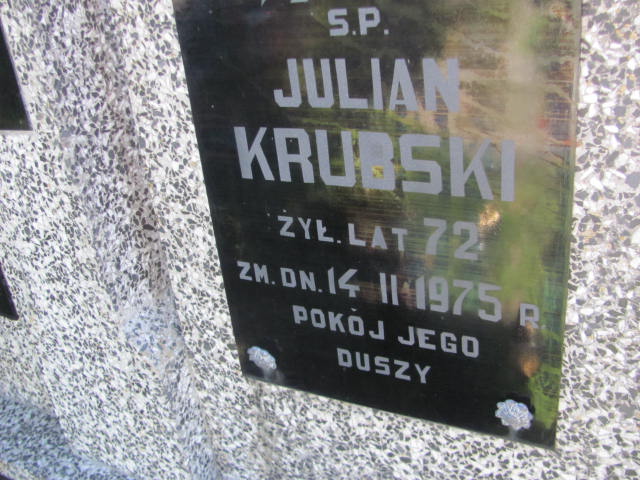 Ś.P.
JULIAN
KRUBSKI
ŻYŁ. LAT 72
ZM. DN. 14 II 1975 R
POKÓJ JEGO
DUSZY